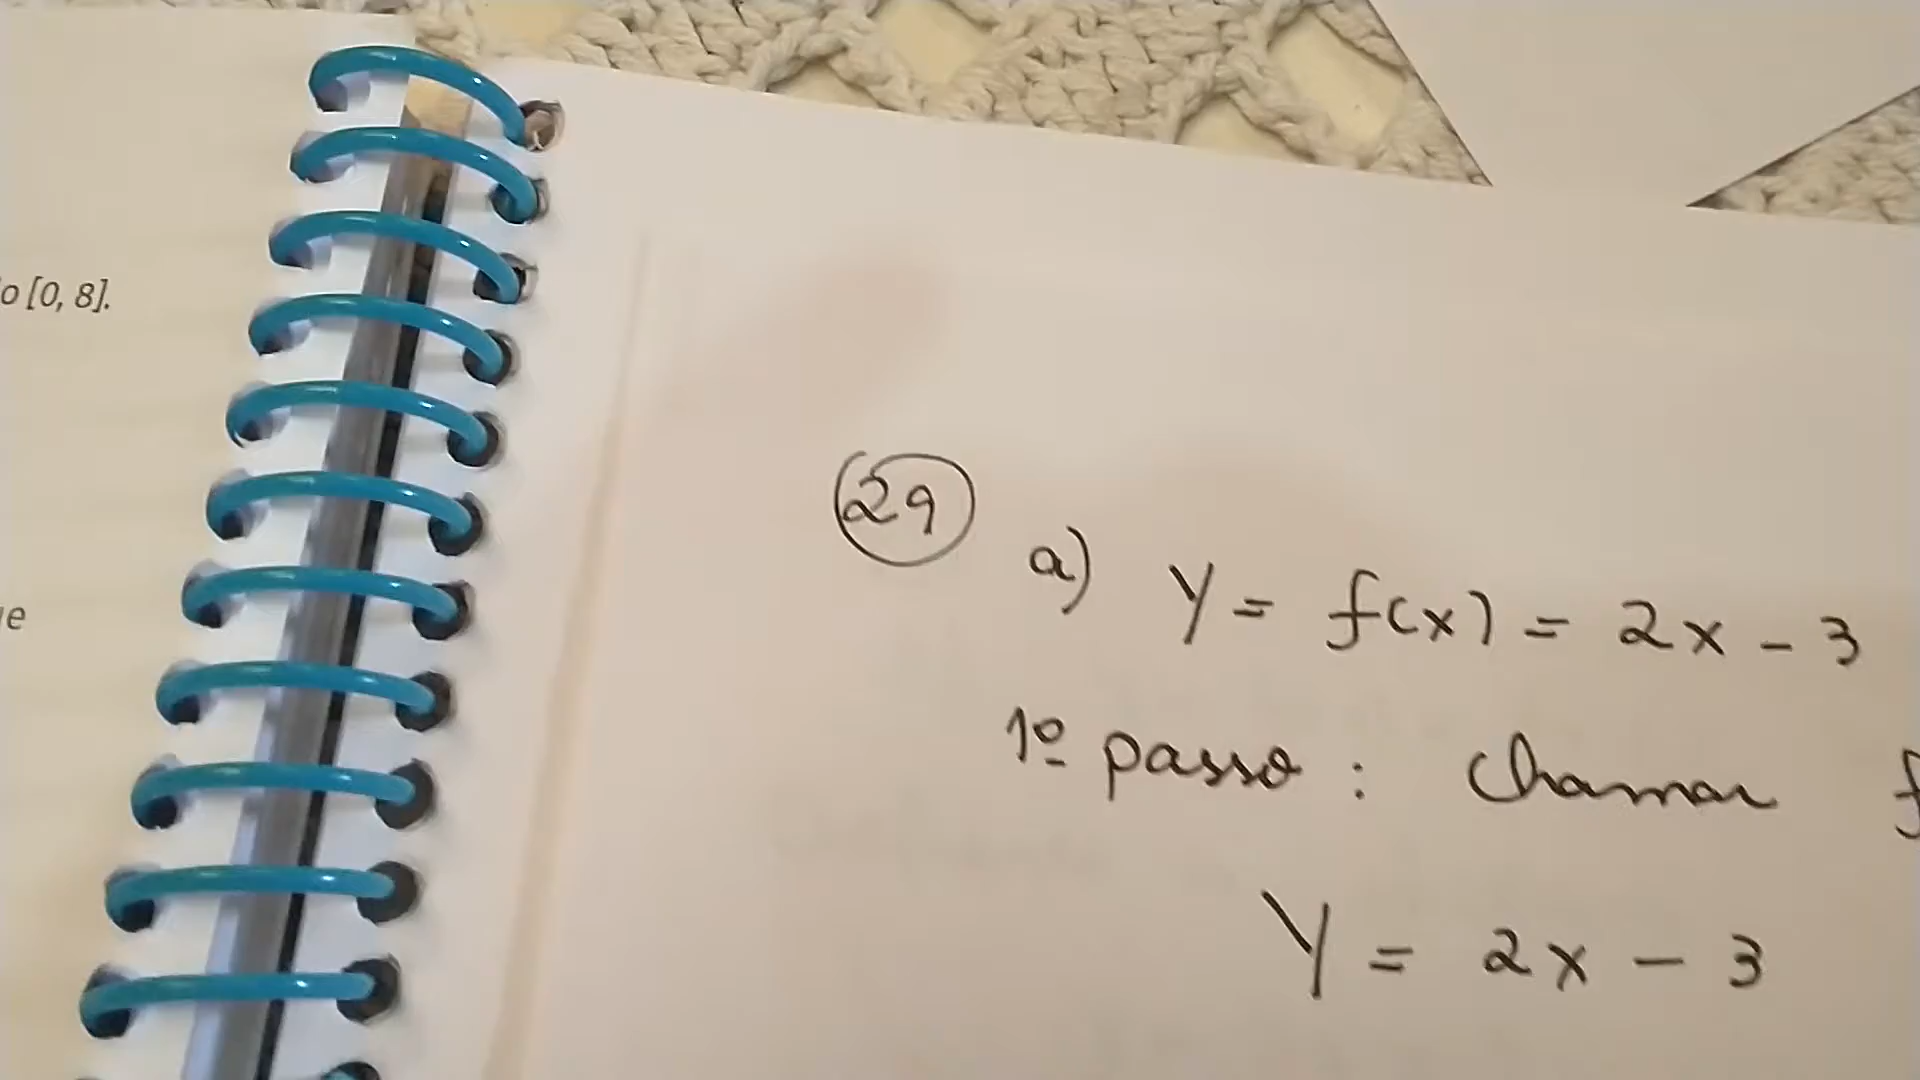 o [0, 8].
e
29 a) Y = f(x) = 2x - 3
1º passo: Chamar f
Y = 2x - 3